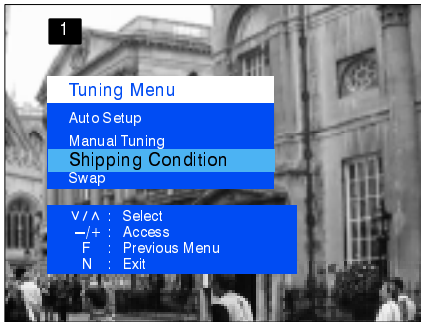 1
Tuning Menu
Auto Setup
Manual Tuning
Shipping Condition
Swap
∨/∧ : Select
−/+ : Access
F : Previous Menu
N : Exit